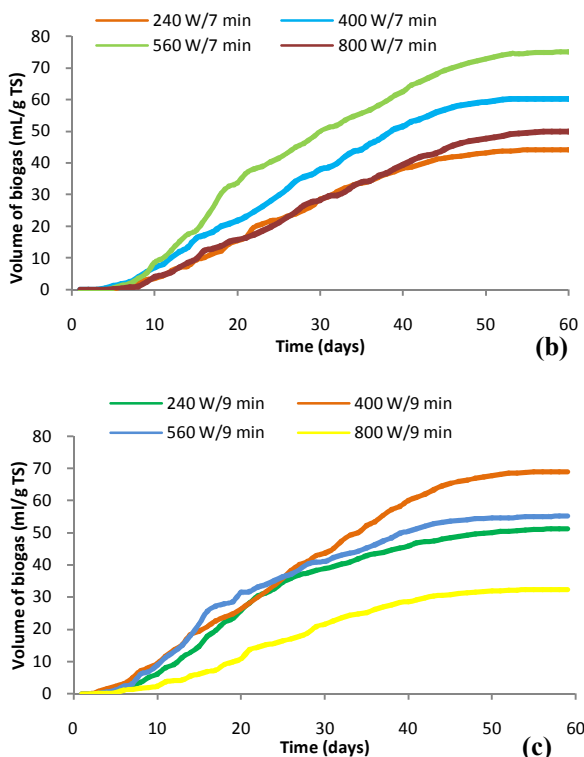 240 W/7 min 400 W/7 min
560 W/7 min 800 W/7 min
80
70
60
50
40
30
20
10
0
Volume of biogas (mL/g TS)
0 10 20 30 40 50 60
Time (days)
(b)
240 W/9 min 400 W/9 min
560 W/9 min 800 W/9 min
80
70
60
50
40
30
20
10
0
Volume of biogas (ml/g TS)
0 10 20 30 40 50 60
Time (days)
(c)